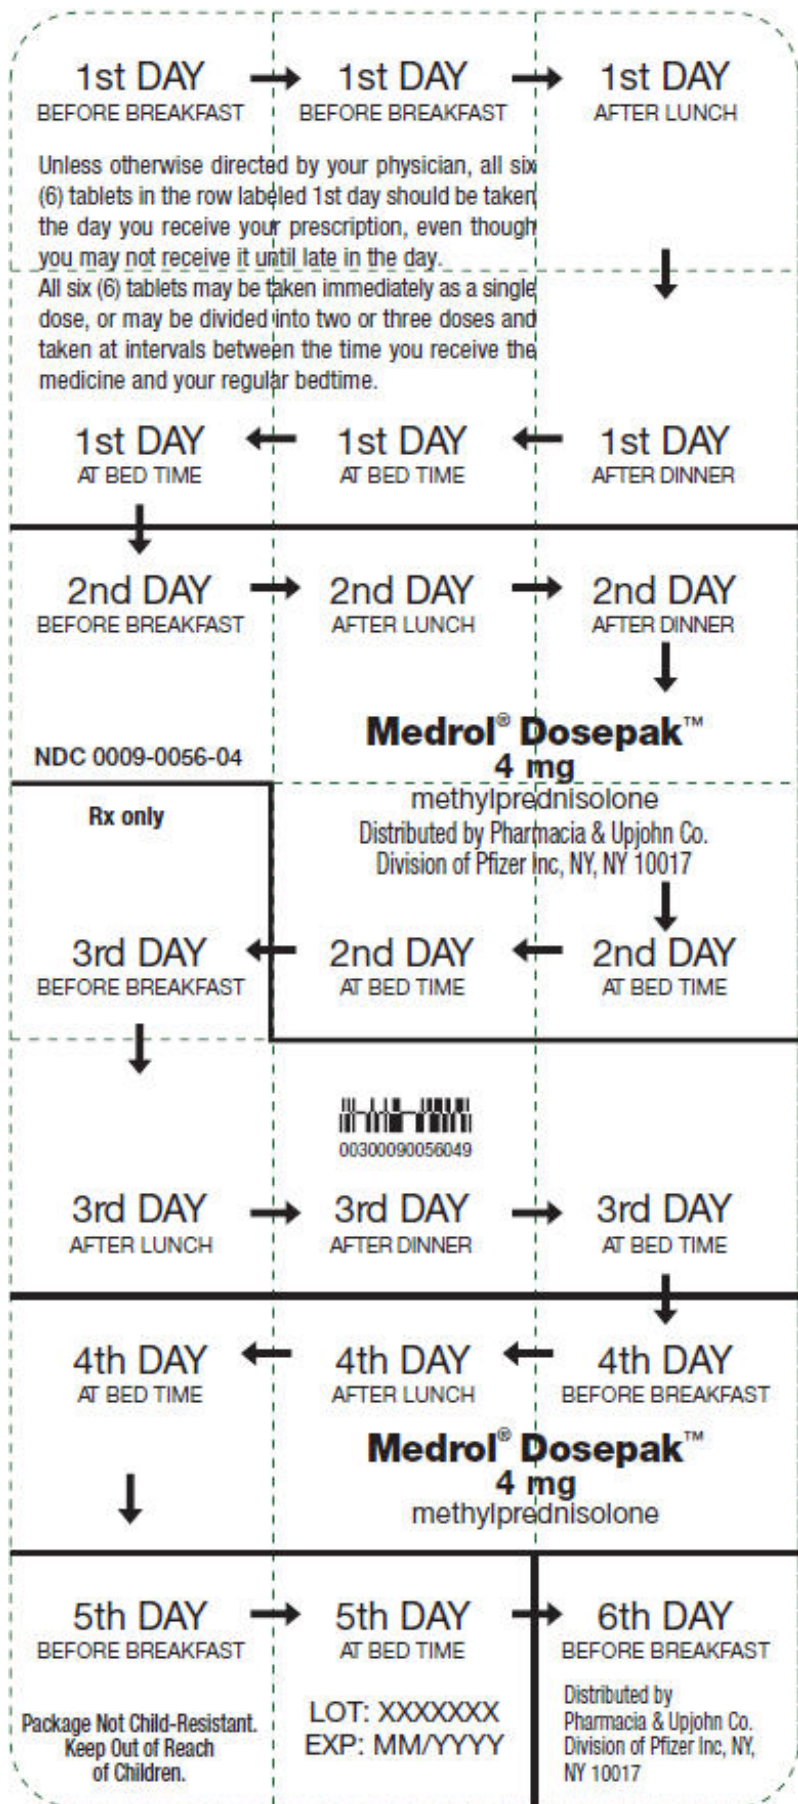 1st DAY → 1st DAY → 1st DAY
BEFORE BREAKFAST BEFORE BREAKFAST AFTER LUNCH
Unless otherwise directed by your physician, all six
(6) tablets in the row labeled 1st day should be taken
the day you receive your prescription, even though
you may not receive it until late in the day.
All six (6) tablets may be taken immediately as a single
dose, or may be divided into two or three doses and
taken at intervals between the time you receive the
medicine and your regular bedtime.
1st DAY ← 1st DAY ← 1st DAY
AT BED TIME AT BED TIME AFTER DINNER
2nd DAY → 2nd DAY → 2nd DAY
BEFORE BREAKFAST AFTER LUNCH AFTER DINNER
Medrol® Dosepak™
4 mg
NDC 0009-0056-04
methylprednisolone
Rx only
Distributed by Pharmacia & Upjohn Co.
Division of Pfizer Inc, NY, NY 10017
3rd DAY ← 2nd DAY ← 2nd DAY
BEFORE BREAKFAST AT BED TIME AT BED TIME
00300090056049
3rd DAY → 3rd DAY → 3rd DAY
AFTER LUNCH AFTER DINNER AT BED TIME
4th DAY ← 4th DAY ← 4th DAY
AT BED TIME AFTER LUNCH BEFORE BREAKFAST
Medrol® Dosepak™
4 mg
methylprednisolone
5th DAY → 5th DAY → 6th DAY
BEFORE BREAKFAST AT BED TIME BEFORE BREAKFAST
Package Not Child-Resistant.
Keep Out of Reach
of Children.
LOT: XXXXXXX
EXP: MM/YYYY
Distributed by
Pharmacia & Upjohn Co.
Division of Pfizer Inc, NY,
NY 10017